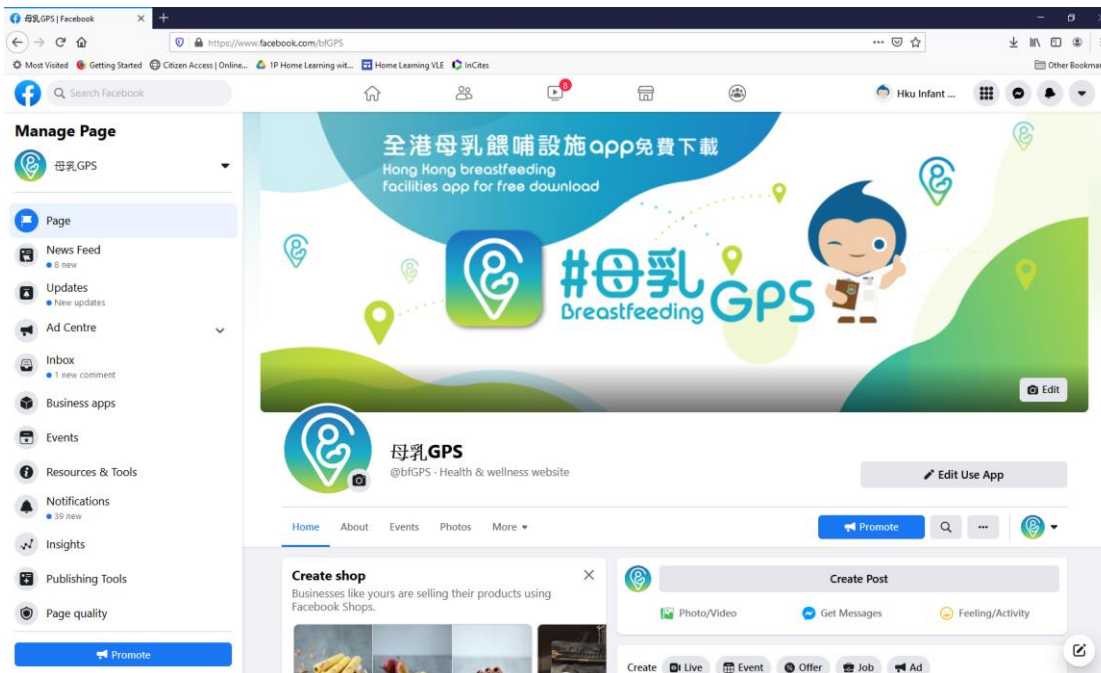 母乳GPS | Facebook
https://www.facebook.com/bfGPS
Most Visited Getting Started Citizen Access | Online... 1P Home Learning wit... Home Learning VLE InCites Other Bookmar
Search Facebook
8
Hku Infant ...
Manage Page
母乳GPS
Page
News Feed
8 new
Updates
New updates
Ad Centre
Inbox
1 new comment
Business apps
Events
Resources & Tools
Notifications
39 new
Insights
Publishing Tools
Page quality
Promote
全港母乳餵哺設施app免費下載
Hong Kong breastfeeding
facilities app for free download
#母乳GPS
Breastfeeding
Edit
母乳GPS
@bfGPS · Health & wellness website
Edit Use App
Home About Events Photos More
Promote
Create shop
Businesses like yours are selling their products using
Facebook Shops.
Create Post
Photo/Video Get Messages Feeling/Activity
Create Live Event Offer Job Ad